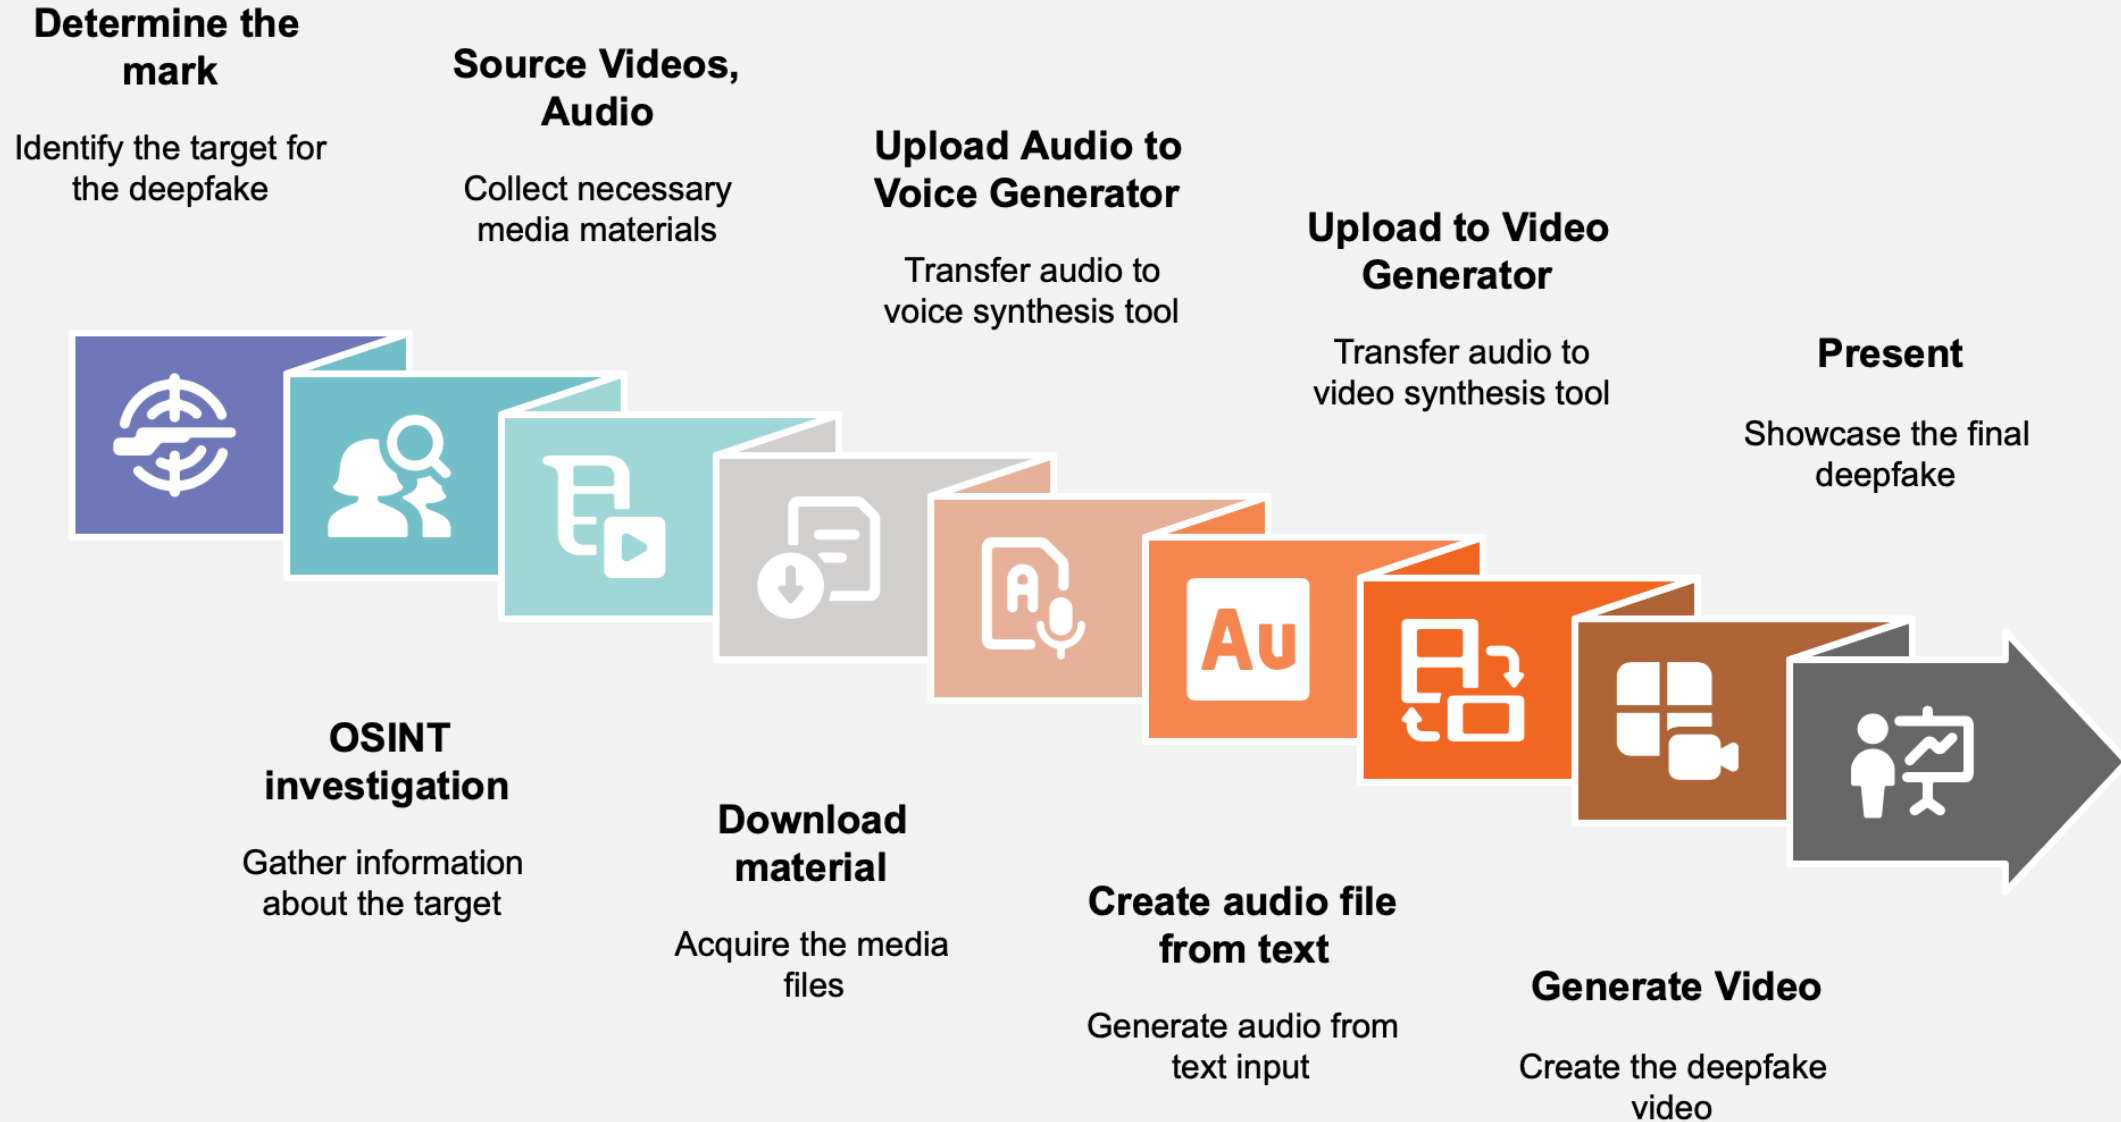 Determine the
mark
Identify the target for
the deepfake
OSINT
investigation
Gather information
about the target
Source Videos,
Audio
Collect necessary
media materials
Download
material
Acquire the media
files
Upload Audio to
Voice Generator
Transfer audio to
voice synthesis tool
A
Create audio file
from text
Generate audio from
text input
Au
Upload to Video
Generator
Transfer audio to
video synthesis tool
Generate Video
Create the deepfake
video
Present
Showcase the final
deepfake